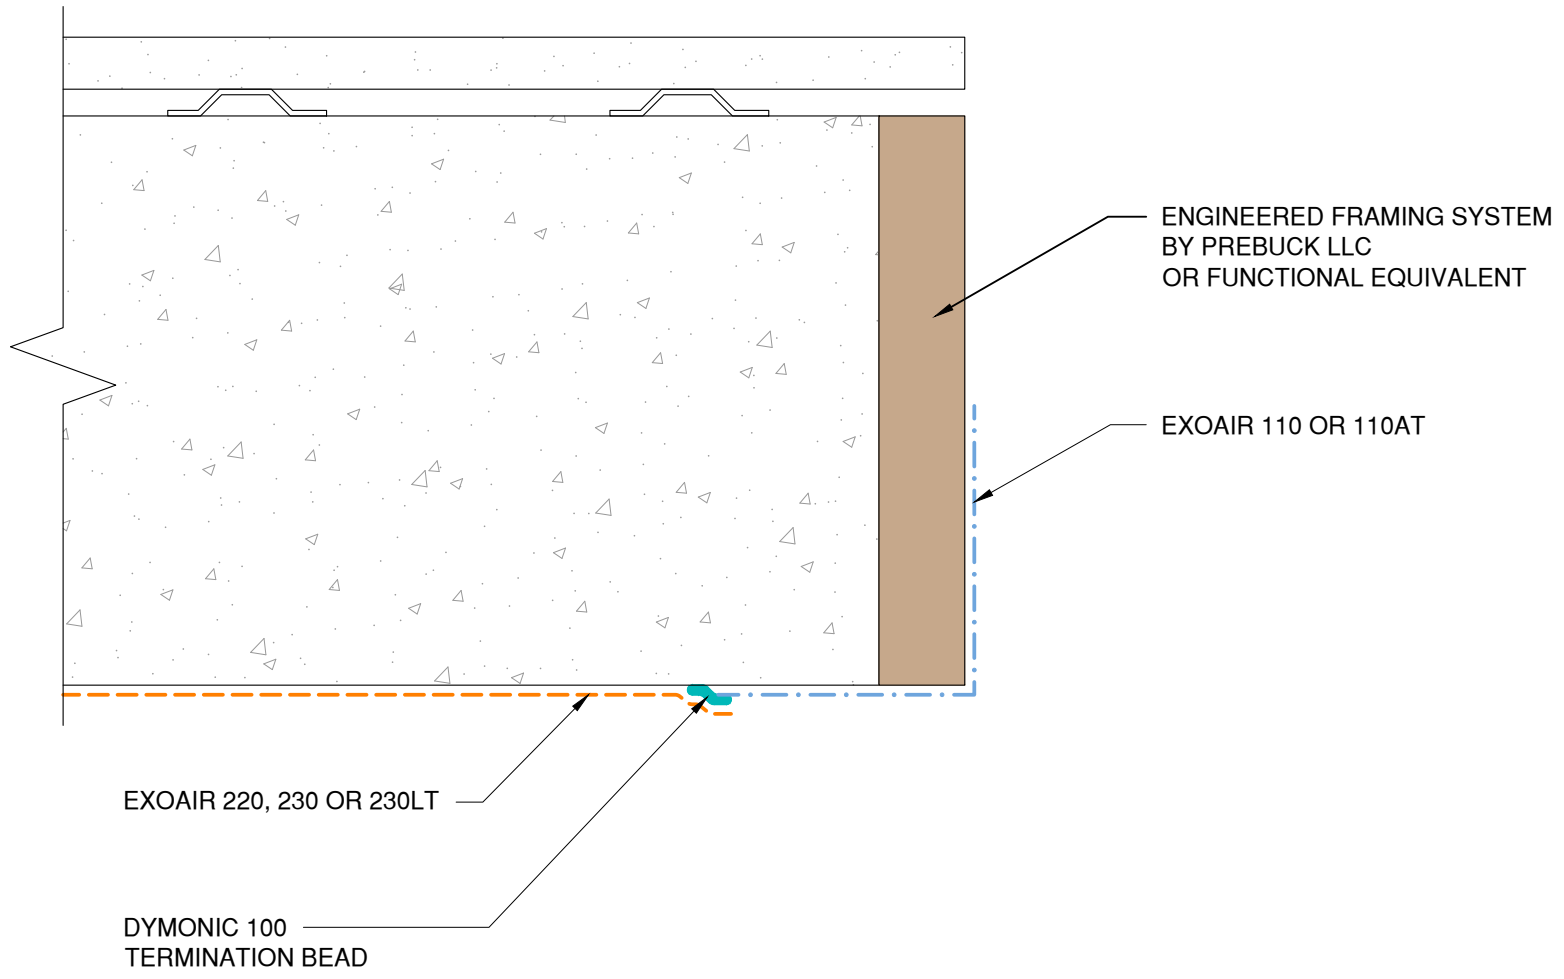 ENGINEERED FRAMING SYSTEM
BY PREBUCK LLC
OR FUNCTIONAL EQUIVALENT
EXOAIR 110 OR 110AT
EXOAIR 220, 230 OR 230LT
DYMONIC 100
TERMINATION BEAD